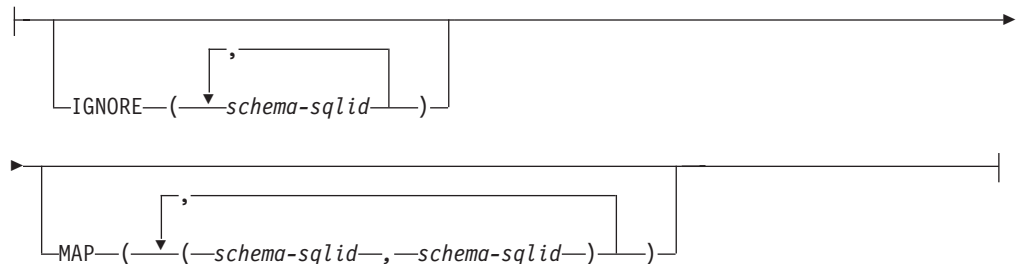 ,
IGNORE ( schema-sqlid )
,
MAP ( ( schema-sqlid , schema-sqlid ) )